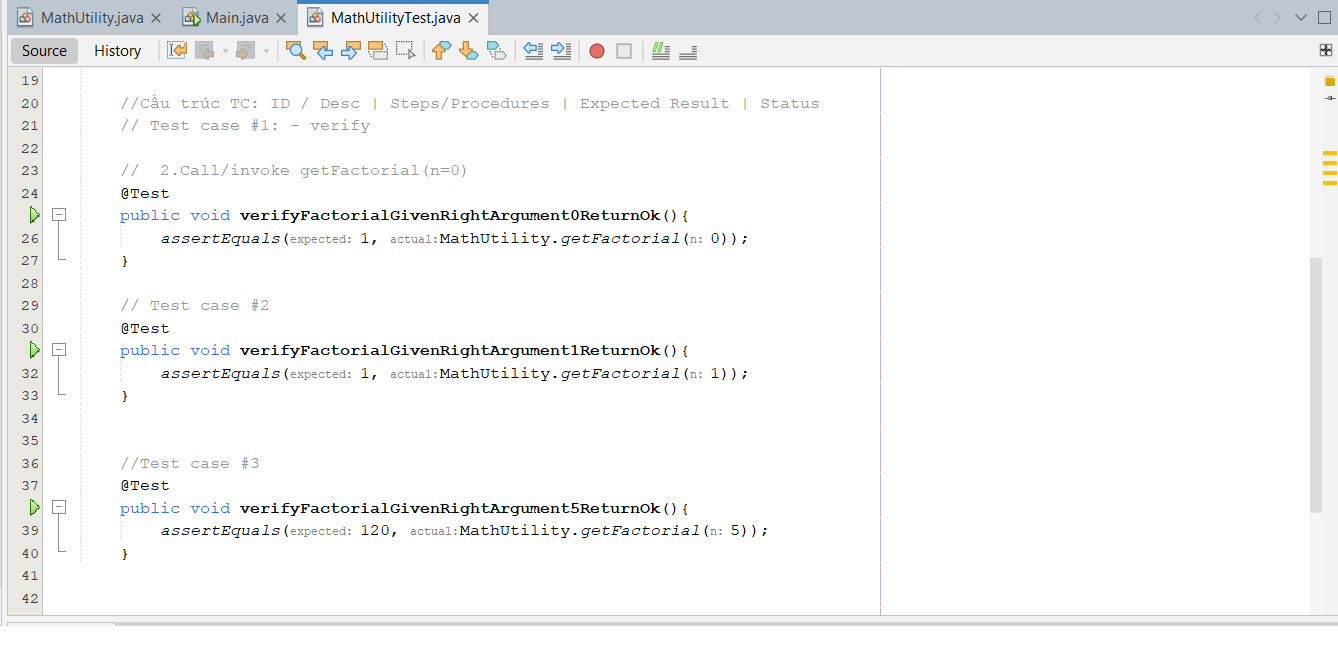 MathUtility.java × Main.java × MathUtilityTest.java ×
Source History
19
20 //Cấu trúc TC: ID / Desc | Steps/Procedures | Expected Result | Status
21 // Test case #1: - verify
22
23 //  2.Call/invoke getFactorial(n=0)
24 @Test
public void verifyFactorialGivenRightArgument0ReturnOk(){
26 assertEquals(expected: 1, actual:MathUtility.getFactorial(n: 0));
27 }
28
29 // Test case #2
30 @Test
public void verifyFactorialGivenRightArgument1ReturnOk(){
32 assertEquals(expected: 1, actual:MathUtility.getFactorial(n: 1));
33 }
34
35
36 //Test case #3
37 @Test
public void verifyFactorialGivenRightArgument5ReturnOk(){
39 assertEquals(expected: 120, actual:MathUtility.getFactorial(n: 5));
40 }
41
42